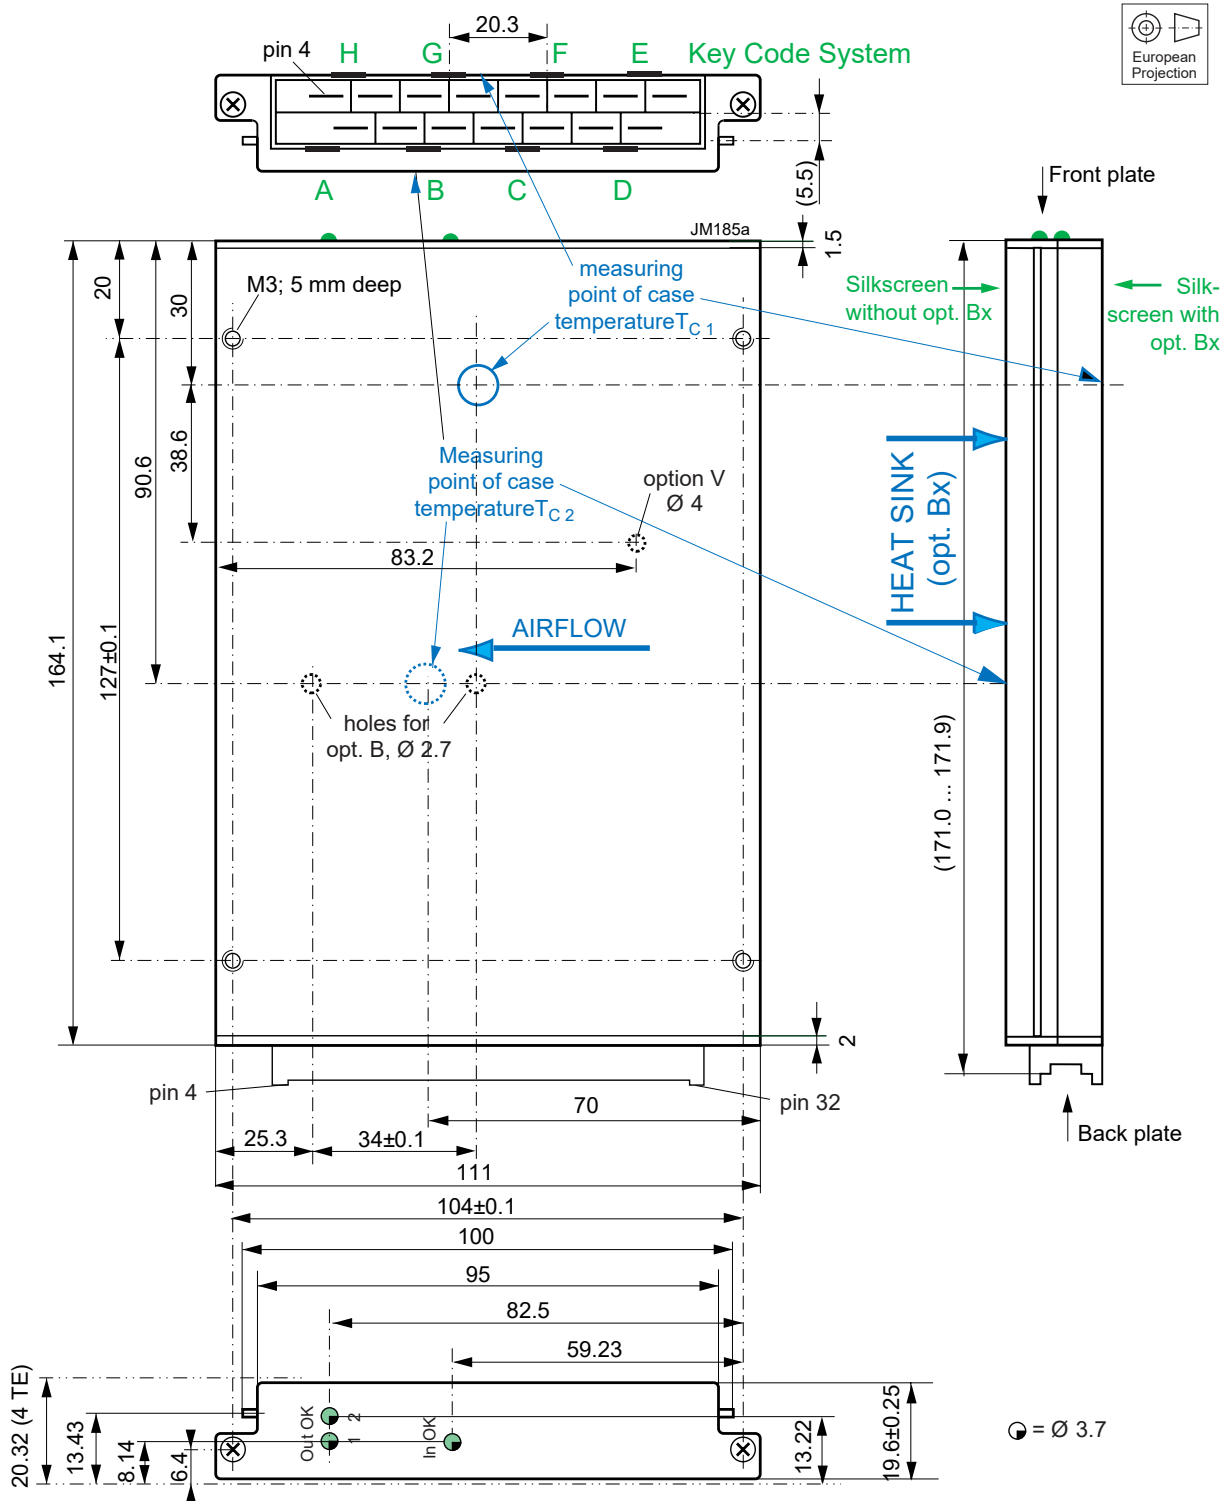 20.3
pin 4
H
G
F
E
Key Code System
European
Projection
A
B
C
D
(5.5)
Front plate
JM185a
1.5
20
30
M3; 5 mm deep
measuring
point of case
temperatureT C 1
Silkscreen
without opt. Bx
Silk-
screen with
opt. Bx
38.6
90.6
Measuring
point of case
temperatureT C 2
option V
Ø 4
83.2
HEAT SINK
(opt. Bx)
AIRFLOW
164.1
127±0.1
holes for
opt. B, Ø 2.7
(171.0 ... 171.9)
2
pin 4
pin 32
70
25.3
34±0.1
Back plate
111
104±0.1
100
95
82.5
59.23
20.32 (4 TE)
13.43
8.14
6.4
Out OK
1
2
In OK
13.22
19.6±0.25
= Ø 3.7